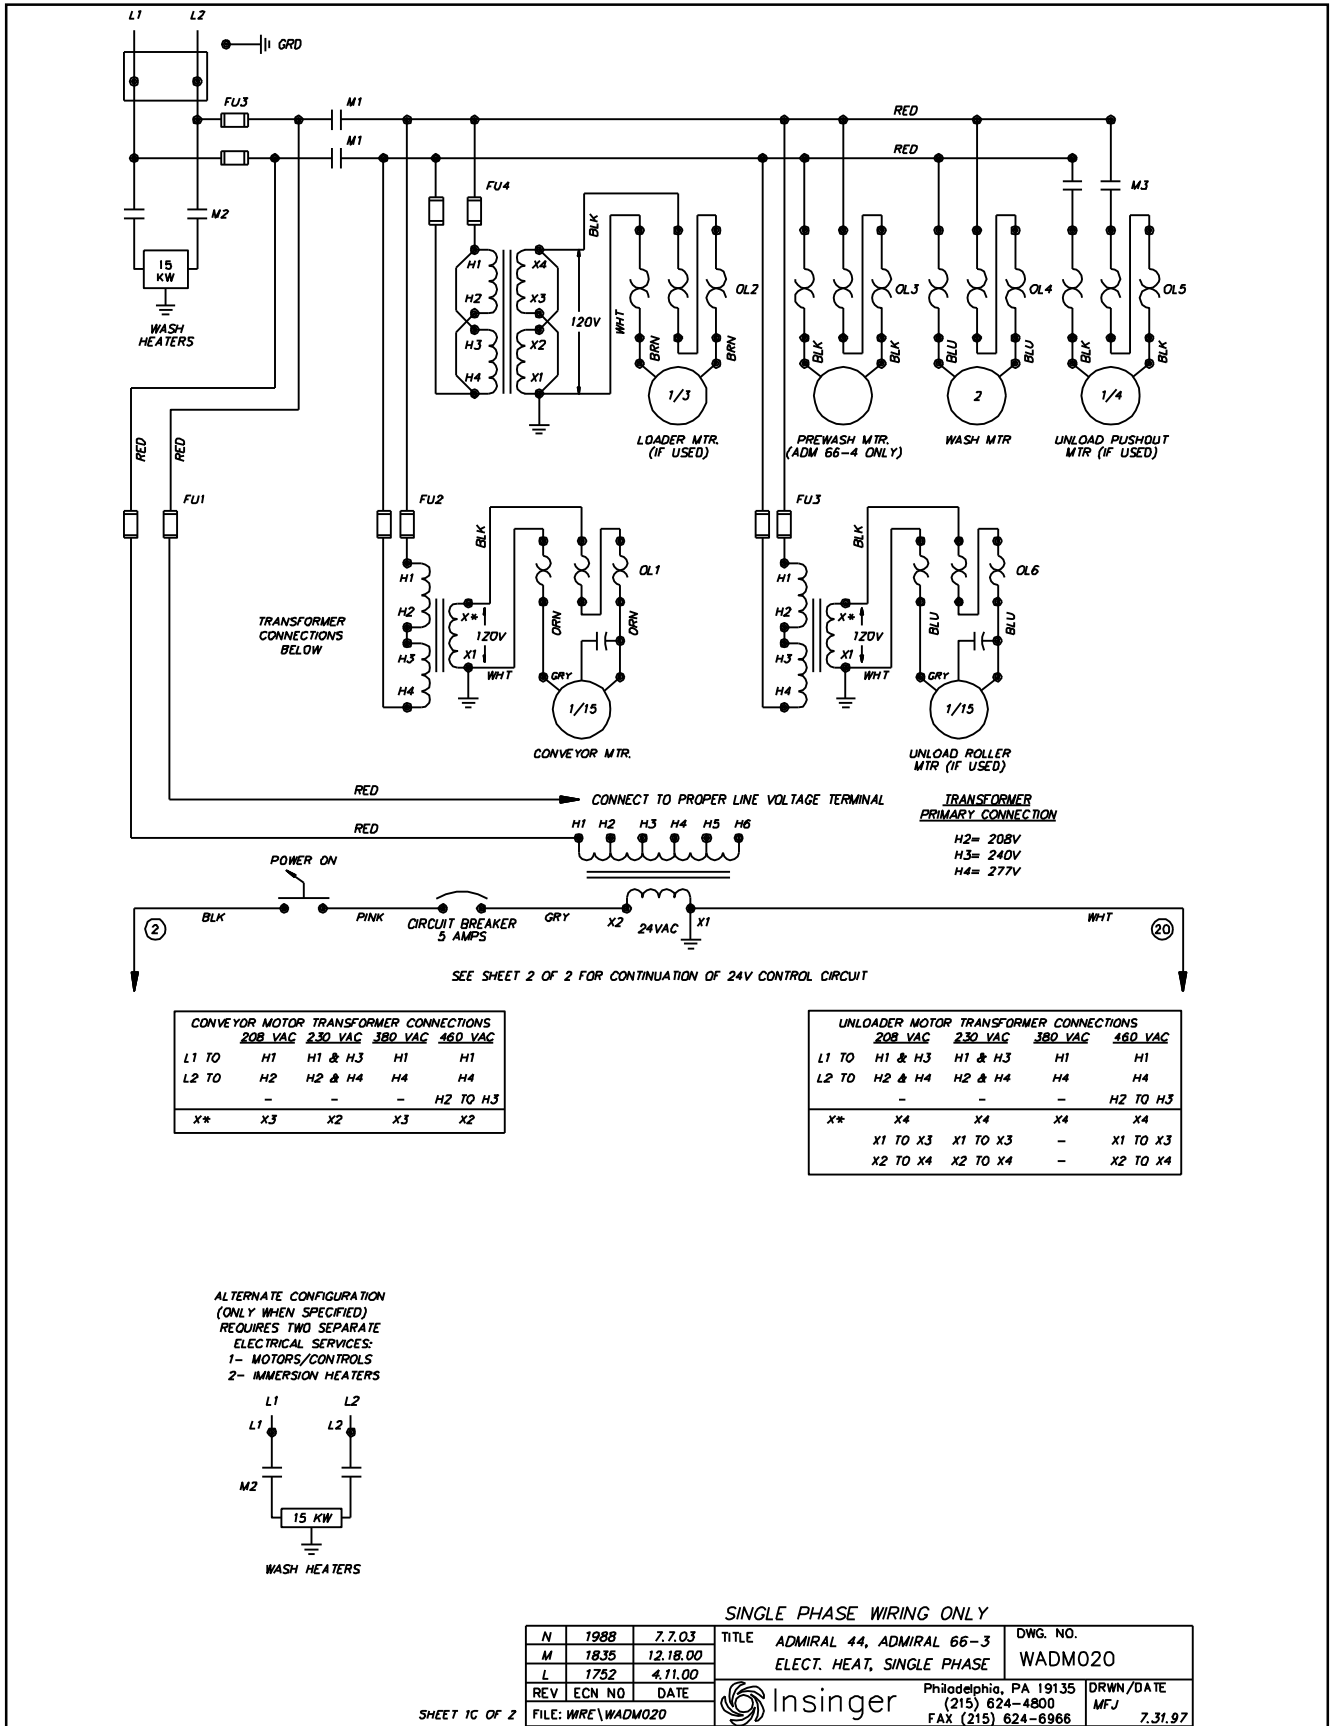 L1 L2
GRD
FU3
M1
RED
M1
RED
FU4
M3
M2
BLK
15
KW
WASH
HEATERS
H1
H2
H3
H4
X4
X3
X2
X1
120V
WHT
BRN
BRN
OL2
1/3
LOADER MTR.
(IF USED)
BLK
BLK
OL3
PREWASH MTR.
(ADM 66-4 ONLY)
BLU
BLU
OL4
2
WASH MTR
BLK
BLK
OL5
1/4
UNLOAD PUSHOUT
MTR (IF USED)
RED
RED
FU1
FU2
BLK
H1
H2
H3
H4
X*
120V
X1
WHT
ORN
ORN
OL1
GRY
1/15
CONVEYOR MTR.
TRANSFORMER
CONNECTIONS
BELOW
FU3
BLK
H1
H2
H3
H4
X*
120V
X1
WHT
BLU
BLU
OL6
GRY
1/15
UNLOAD ROLLER
MTR (IF USED)
RED
CONNECT TO PROPER LINE VOLTAGE TERMINAL
RED
H1 H2 H3 H4 H5 H6
TRANSFORMER
PRIMARY CONNECTION
H2= 208V
H3= 240V
H4= 277V
POWER ON
2
BLK
PINK
CIRCUIT BREAKER
5 AMPS
GRY
X2
24VAC
X1
WHT
20
SEE SHEET 2 OF 2 FOR CONTINUATION OF 24V CONTROL CIRCUIT
CONVEYOR MOTOR TRANSFORMER CONNECTIONS
208 VAC 230 VAC 380 VAC 460 VAC
L1 TO H1 H1 & H3 H1 H1
L2 TO H2 H2 & H4 H4 H4
- - - H2 TO H3
X* X3 X2 X3 X2
UNLOADER MOTOR TRANSFORMER CONNECTIONS
208 VAC 230 VAC 380 VAC 460 VAC
L1 TO H1 & H3 H1 & H3 H1 H1
L2 TO H2 & H4 H2 & H4 H4 H4
- - - H2 TO H3
X* X4 X4 X4 X4
X1 TO X3 X1 TO X3 - X1 TO X3
X2 TO X4 X2 TO X4 - X2 TO X4
ALTERNATE CONFIGURATION
(ONLY WHEN SPECIFIED)
REQUIRES TWO SEPARATE
ELECTRICAL SERVICES:
1- MOTORS/CONTROLS
2- IMMERSION HEATERS
L1 L2
L1 L2
M2
15 KW
WASH HEATERS
SINGLE PHASE WIRING ONLY
N 1988 7.7.03
M 1835 12.18.00
L 1752 4.11.00
REV ECN NO DATE
FILE: WIRE\WADM020
SHEET 1C OF 2
TITLE ADMIRAL 44, ADMIRAL 66-3
ELECT. HEAT, SINGLE PHASE
DWG. NO.
WADM020
Insinger
Philadelphia, PA 19135
(215) 624-4800
FAX (215) 624-6966
DRWN/DATE
MFJ
7.31.97